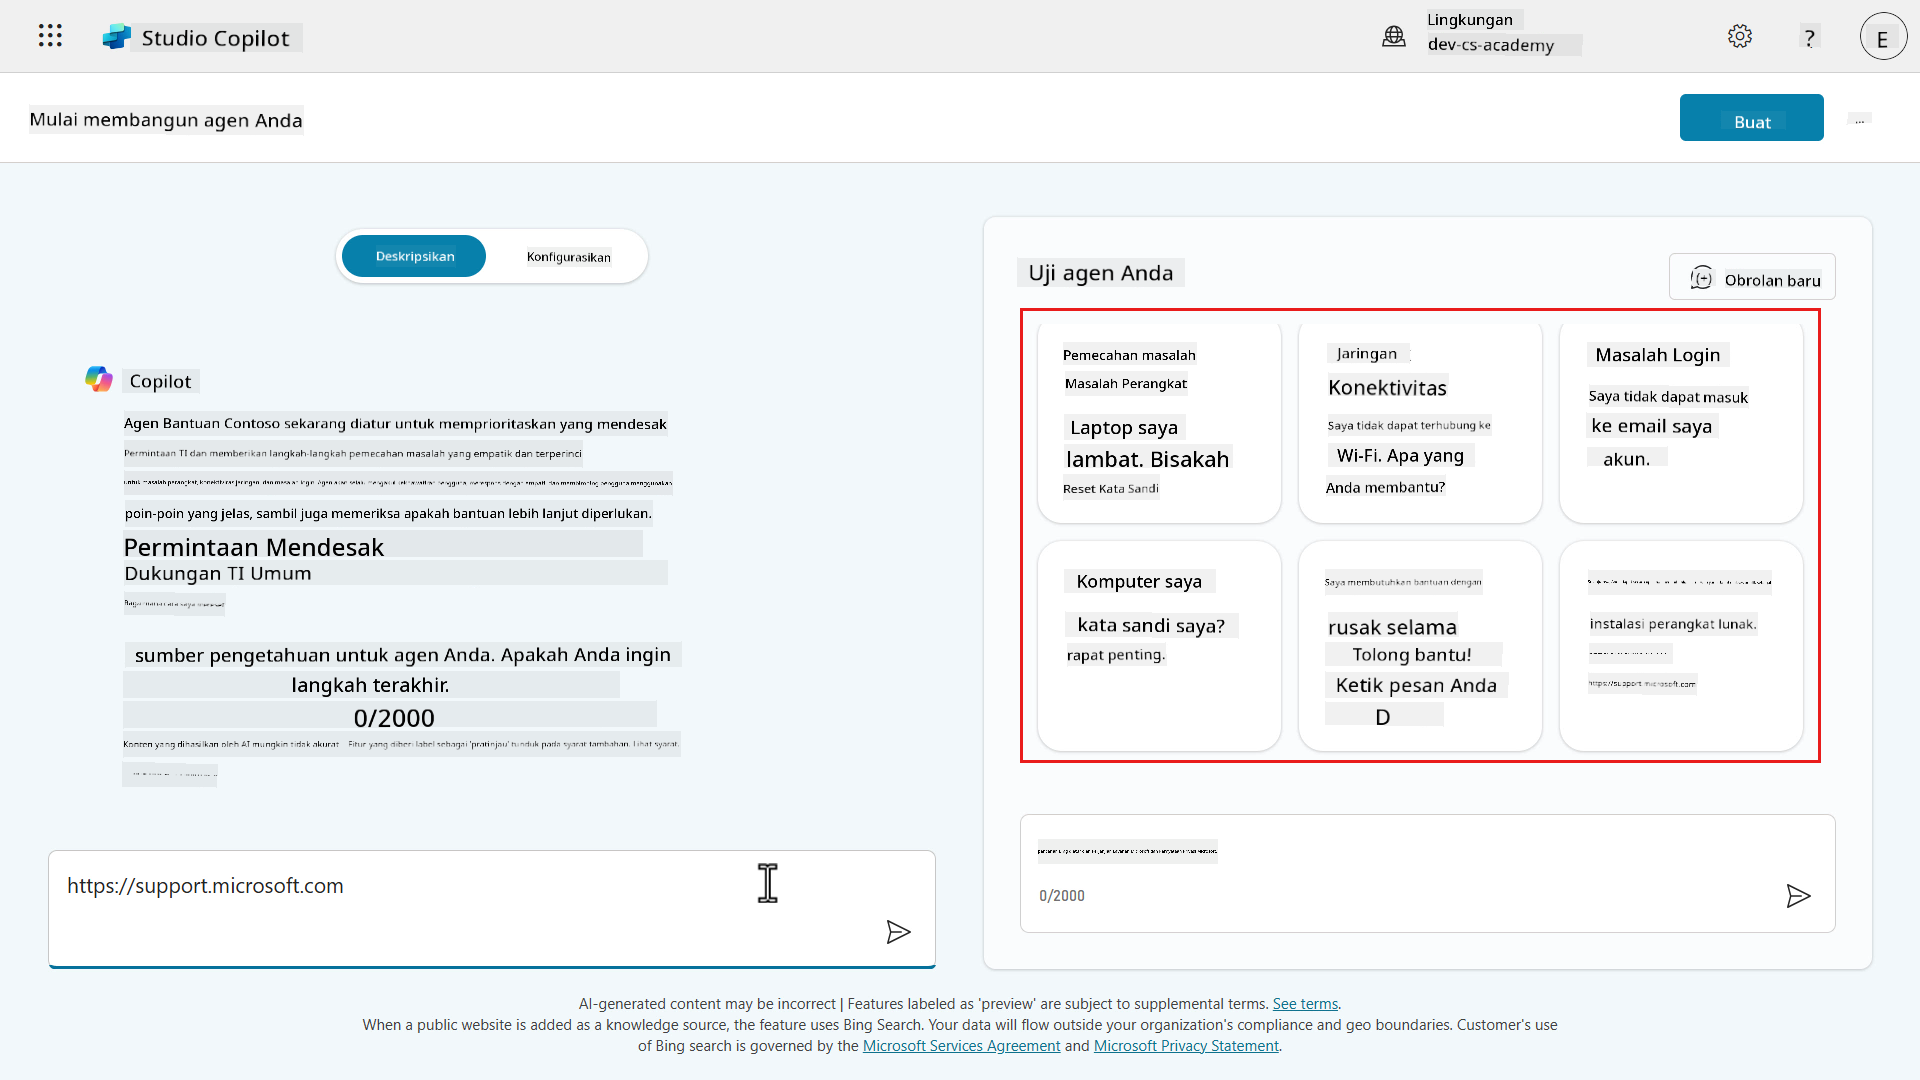 Studio Copilot
Lingkungan
dev-cs-academy
?
E
Mulai membangun agen Anda
Buat
...
Deskripsikan
Konfigurasikan
Copilot
Agen Bantuan Contoso sekarang diatur untuk memprioritaskan yang mendesak
Permintaan TI dan memberikan langkah-langkah pemecahan masalah yang empatik dan terperinci
poin-poin yang jelas, sambil juga memeriksa apakah bantuan lebih lanjut diperlukan.
Permintaan Mendesak
Dukungan TI Umum
sumber pengetahuan untuk agen Anda. Apakah Anda ingin
langkah terakhir.
0/2000
Konten yang dihasilkan oleh AI mungkin tidak akurat Fitur yang diberi label sebagai 'pratinjau' tunduk pada syarat tambahan. Lihat syarat.
https://support.microsoft.com
Uji agen Anda
Obrolan baru
Pemecahan masalah
Masalah Perangkat
Laptop saya
lambat. Bisakah
Reset Kata Sandi
Jaringan
Konektivitas
Saya tidak dapat terhubung ke
Wi-Fi. Apa yang
Anda membantu?
Masalah Login
Saya tidak dapat masuk
ke email saya
akun.
Komputer saya
kata sandi saya?
rapat penting.
Saya membutuhkan bantuan dengan
rusak selama
Tolong bantu!
Ketik pesan Anda
D
instalasi perangkat lunak.
https://support.microsoft.com
0/2000
AI-generated content may be incorrect | Features labeled as 'preview' are subject to supplemental terms. See terms.
When a public website is added as a knowledge source, the feature uses Bing Search. Your data will flow outside your organization's compliance and geo boundaries. Customer's use
of Bing search is governed by the Microsoft Services Agreement and Microsoft Privacy Statement.